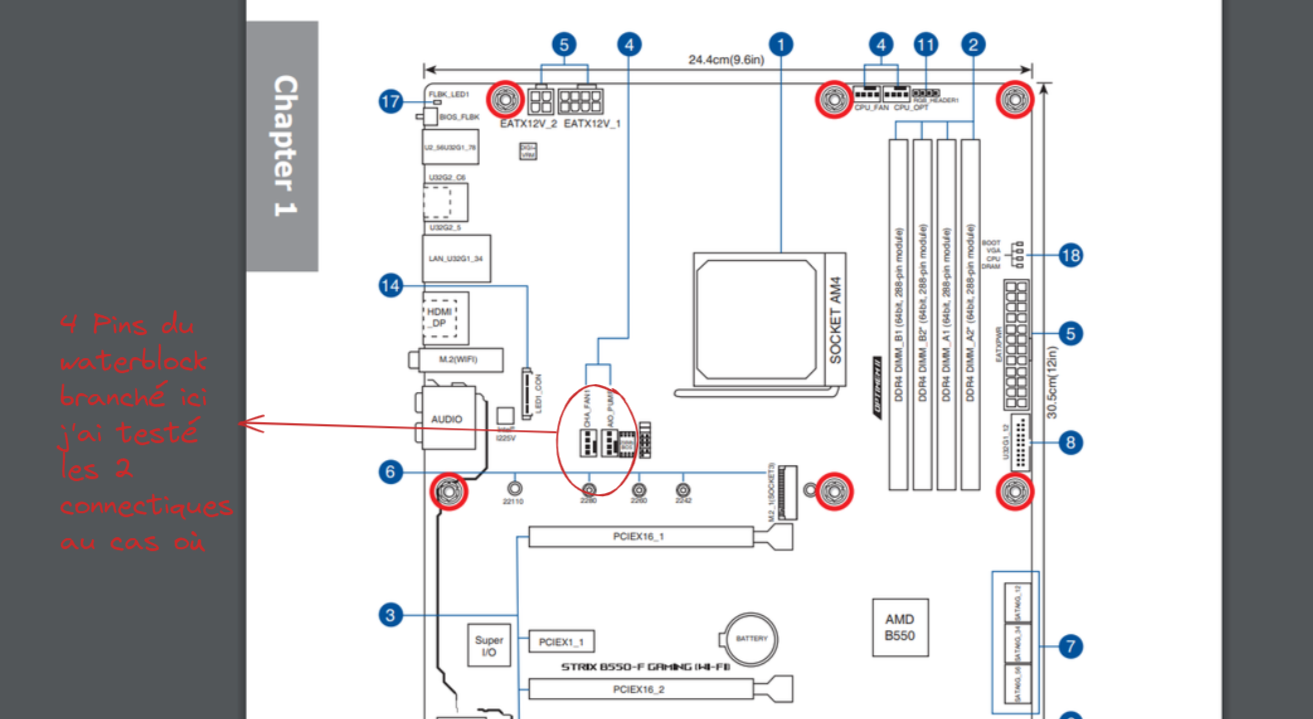 Chapter 1
5
4
1
4
11
2
24.4cm(9.6in)
17
FLBK_LED1
BIOS_FLBK
EATX12V_2
EATX12V_1
CPU_FAN
CPU_OPT
RGB_HEADER1
DIGI+
VRM
U2_56U32G1_78
U32G2_C6
U32G2_5
LAN_U32G1_34
14
HDMI
_DP
M.2(WIFI)
AUDIO
Intel
I225V
LED1_CON
CHA_FAN1
AIO_PUMP
SOCKET AM4
DDR4 DIMM_B1 (64bit, 288-pin module)
DDR4 DIMM_B2* (64bit, 288-pin module)
DDR4 DIMM_A1 (64bit, 288-pin module)
DDR4 DIMM_A2* (64bit, 288-pin module)
BOOT
VGA
CPU
DRAM
18
EATXPWR
5
30.5cm(12in)
U32G1_12
8
4 Pins du
waterblock
branché ici
j'ai testé
les 2
connectiques
au cas où
6
22110
2280
2260
2242
M.2_1(SOCKET3)
PCIEX16_1
3
Super
I/O
PCIEX1_1
BATTERY
AMD
B550
STRIX B550-F GAMING (WI-FI)
PCIEX16_2
SATA6G_12
SATA6G_34
SATA6G_56
7